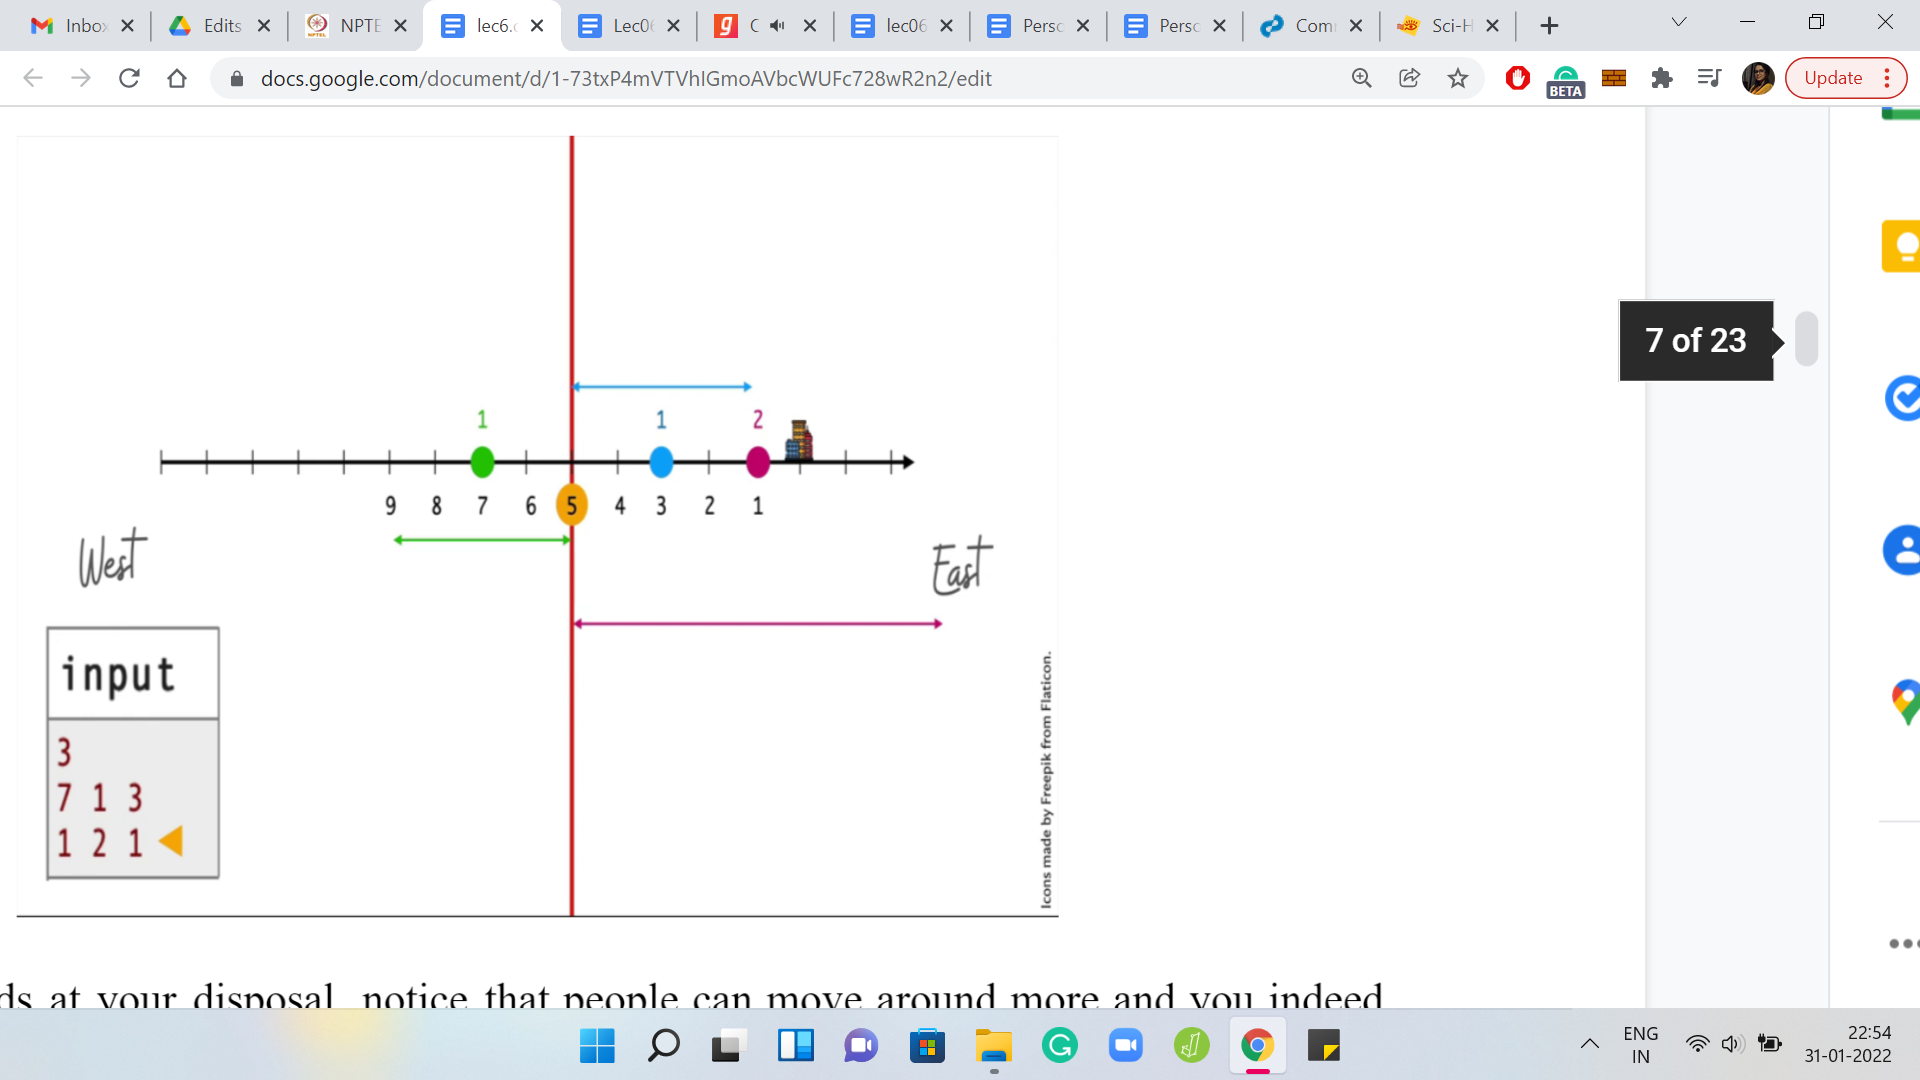 Inbo
Edits
NPTE
lec6.
Lec0
C
lec06
Perso
Perso
Com
Sci-H
docs.google.com/document/d/1-73txP4mVTVhlGmoAVbcWUFc728wR2n2/edit
BETA
Update
7 of 23
1 1 2
9 8 7 6 5 4 3 2 1
West
East
input
3
7 1 3
1 2 1
Icons made by Freepik from Flaticon.
ds at your disposal, notice that people can move around more and you indeed
ENG
IN
22:54
31-01-2022